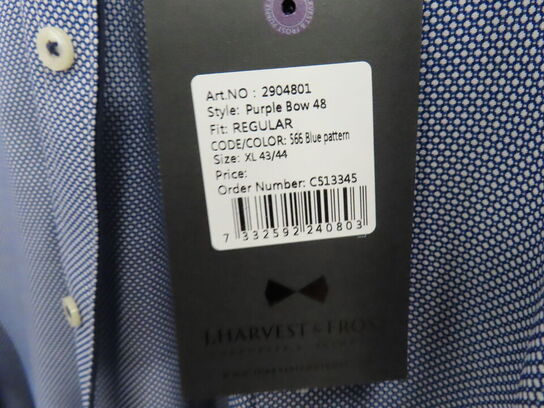 Art.NO : 2904801
Style: Purple Bow 48
Fit: REGULAR
CODE/COLOR: 566 Blue pattern
Size: XL 43/44
Price:
Order Number: C513345
7 332592 240803
J.HARVEST & FROST